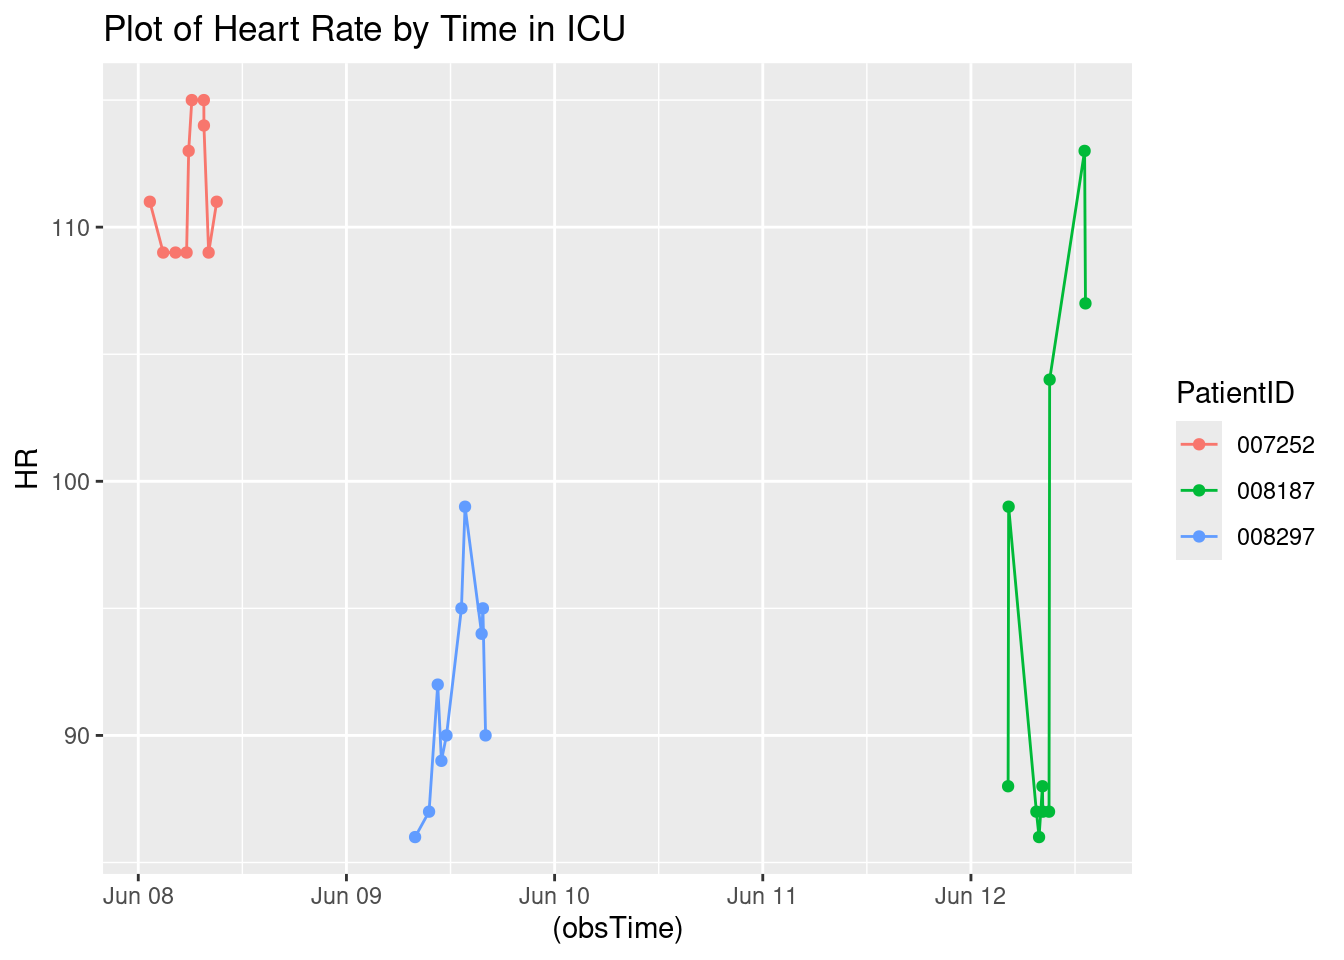 Plot of Heart Rate by Time in ICU
110
100
90
HR
Jun 08
Jun 09
Jun 10
Jun 11
Jun 12
(obsTime)
PatientID
007252
008187
008297